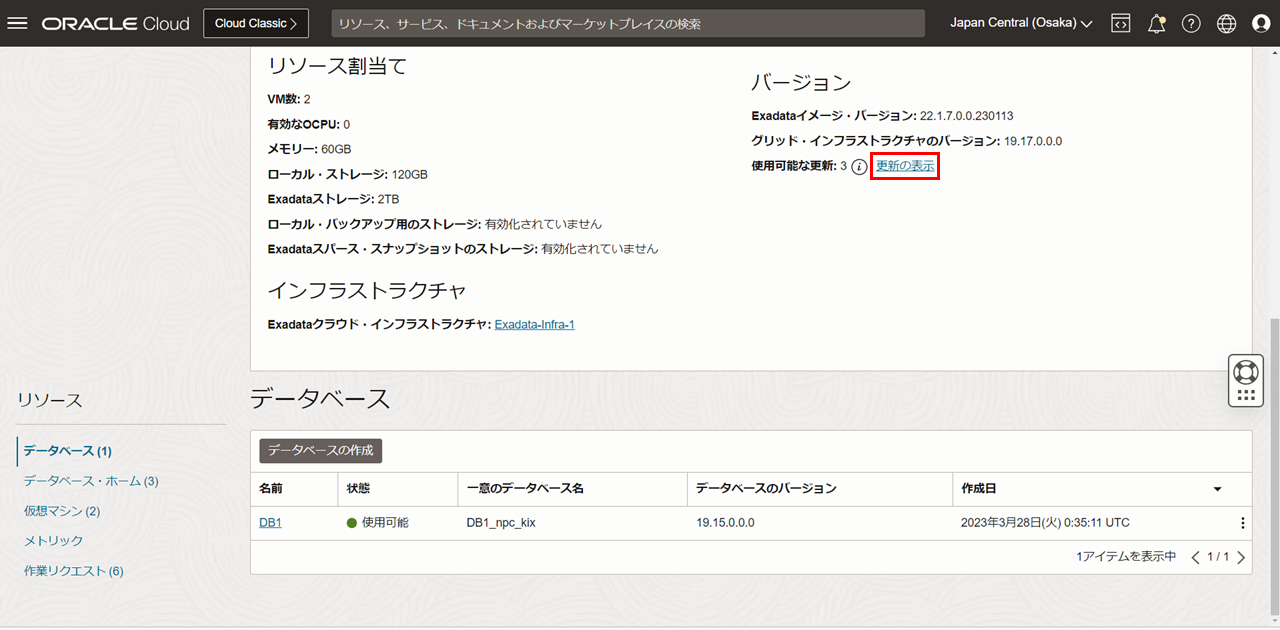 ORACLE Cloud
Cloud Classic
リソース、サービス、ドキュメントおよびマーケットプレイスの検索
Japan Central (Osaka)
リソース割当て
VM数: 2
有効なOCPU: 0
メモリー: 60GB
ローカル・ストレージ: 120GB
Exadataストレージ: 2TB
ローカル・バックアップ用のストレージ: 有効化されていません
Exadataスパース・スナップショットのストレージ: 有効化されていません
インフラストラクチャ
Exadataクラウド・インフラストラクチャ: Exadata-Infra-1
バージョン
Exadataイメージ・バージョン: 22.1.7.0.0.230113
グリッド・インフラストラクチャのバージョン: 19.17.0.0.0
使用可能な更新: 3 更新の表示
リソース
データベース (1)
データベース・ホーム (3)
仮想マシン (2)
メトリック
作業リクエスト (6)
データベース
データベースの作成
名前 状態 一意のデータベース名 データベースのバージョン 作成日
DB1 使用可能 DB1_npc_kix 19.15.0.0.0 2023年3月28日(火) 0:35:11 UTC
1アイテムを表示中 1 / 1